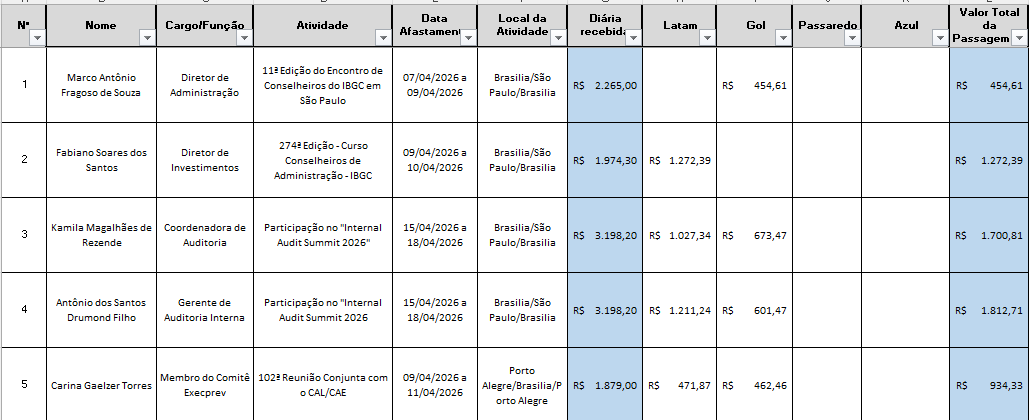 Nº Nome Cargo/Função Atividade Data Afastamen Local da Atividade Diária recebida Latam Gol Passaredo Azul Valor Total da Passagem
1 Marco Antônio Fragoso de Souza Diretor de Administração 11ª Edição do Encontro de Conselheiros do IBGC em São Paulo 07/04/2026 a 09/04/2026 Brasilia/São Paulo/Brasilia R$ 2.265,00 R$ 454,61 R$ 454,61
2 Fabiano Soares dos Santos Diretor de Investimentos 274ª Edição - Curso Conselheiros de Administração - IBGC 09/04/2026 a 10/04/2026 Brasilia/São Paulo/Brasilia R$ 1.974,30 R$ 1.272,39 R$ 1.272,39
3 Kamila Magalhães de Rezende Coordenadora de Auditoria Participação no "Internal Audit Summit 2026" 15/04/2026 a 18/04/2026 Brasilia/São Paulo/Brasilia R$ 3.198,20 R$ 1.027,34 R$ 673,47 R$ 1.700,81
4 Antônio dos Santos Drumond Filho Gerente de Auditoria Interna Participação no "Internal Audit Summit 2026 15/04/2026 a 18/04/2026 Brasilia/São Paulo/Brasilia R$ 3.198,20 R$ 1.211,24 R$ 601,47 R$ 1.812,71
5 Carina Gaelzer Torres Membro do Comitê Execprev 102ª Reunião Conjunta com o CAL/CAE 09/04/2026 a 11/04/2026 Porto Alegre/Brasilia/P orto Alegre R$ 1.879,00 R$ 471,87 R$ 462,46 R$ 934,33